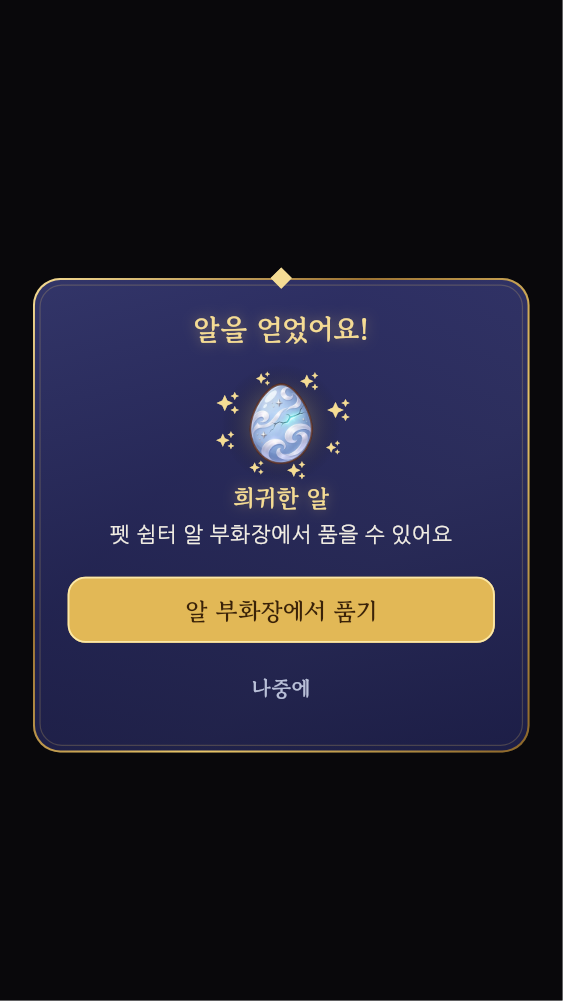 알을 얻었어요!
희귀한 알
펫 쉼터 알 부화장에서 품을 수 있어요
알 부화장에서 품기
나중에